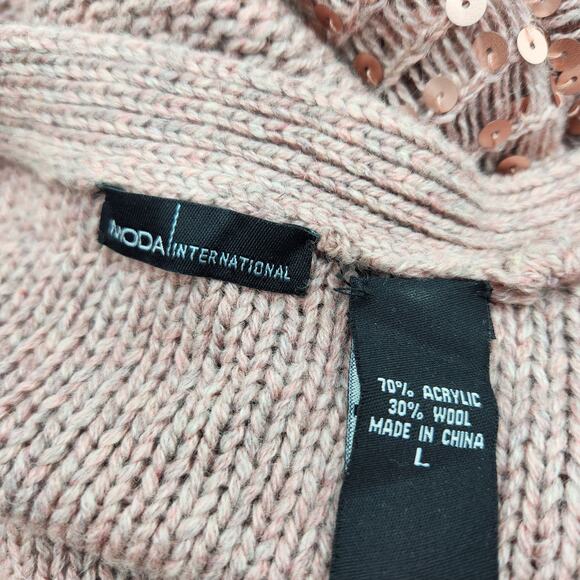 MODA INTERNATIONAL
70% ACRYLIC
30% WOOL
MADE IN CHINA
L